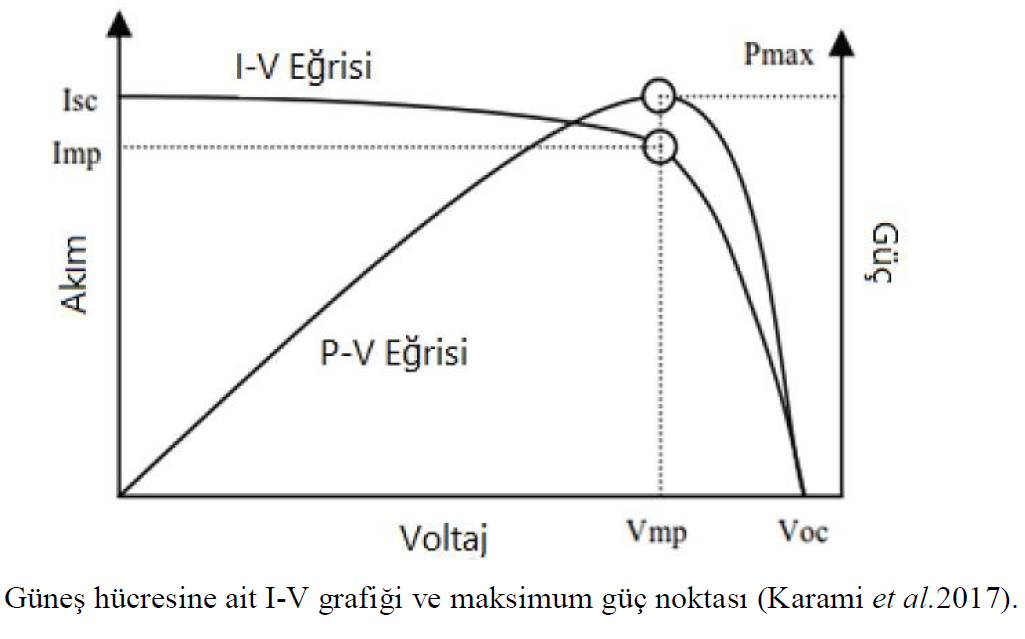 I-V Eğrisi
Pmax
Isc
Imp
Akım
Güç
P-V Eğrisi
Voltaj
Vmp
Voc
Güneş hücresine ait I-V grafiği ve maksimum güç noktası (Karami et al.2017).